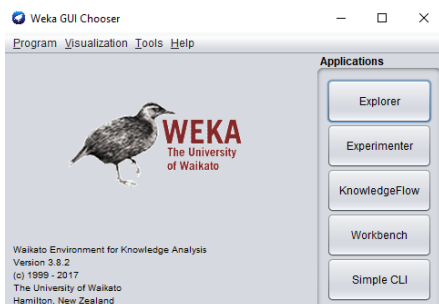 Weka GUI Chooser
Program Visualization Tools Help
Applications
Explorer
Experimenter
KnowledgeFlow
Workbench
Simple CLI
WEKA
The University
of Waikato
Waikato Environment for Knowledge Analysis
Version 3.8.2
(c) 1999 - 2017
The University of Waikato
Hamilton, New Zealand